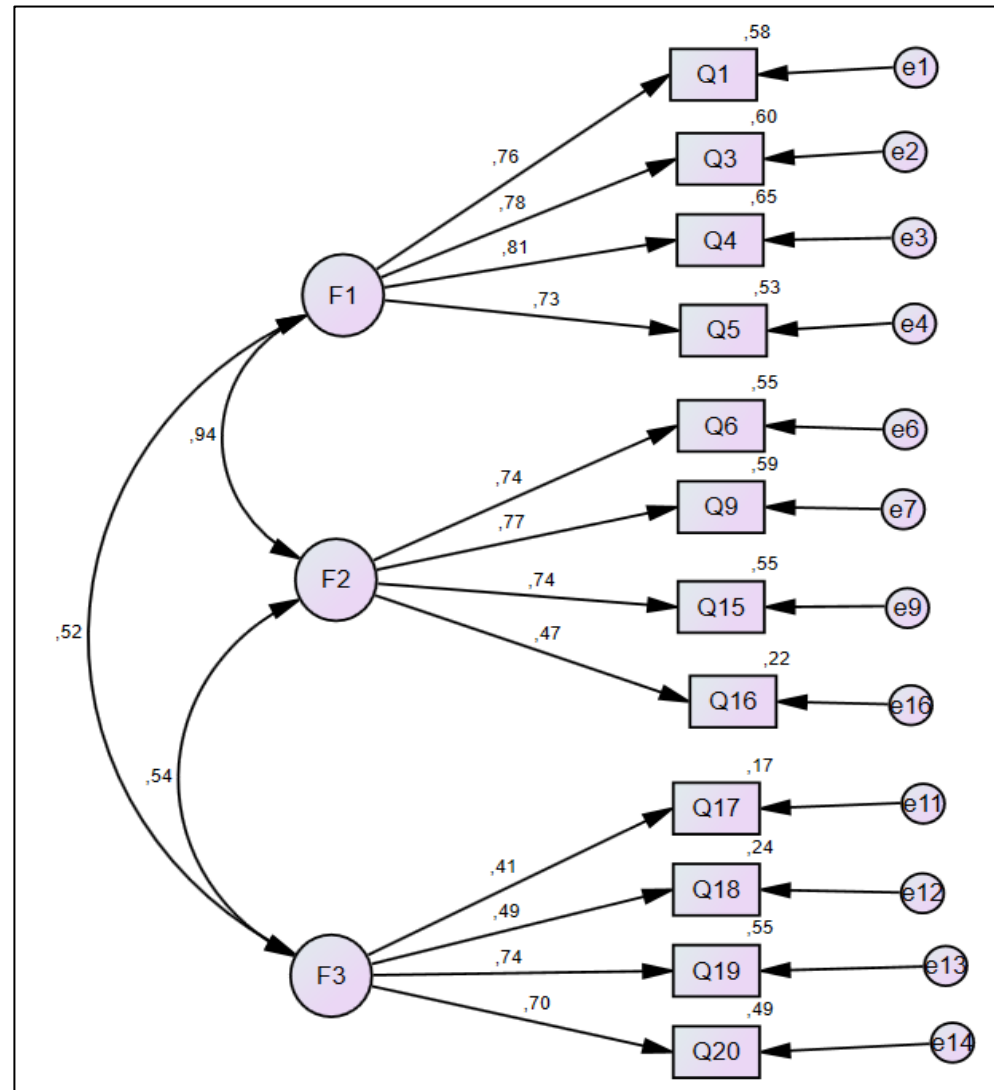 ,58
Q1
e1
,76
,60
Q3
e2
,78
,65
Q4
e3
,81
F1
,53
Q5
e4
,73
,55
Q6
e6
,94
,74
,59
Q9
e7
,77
F2
,55
Q15
e9
,74
,52
,47
,22
Q16
e16
,54
,17
Q17
e11
,41
,24
Q18
e12
,49
,55
Q19
e13
,74
F3
,70
,49
Q20
e14